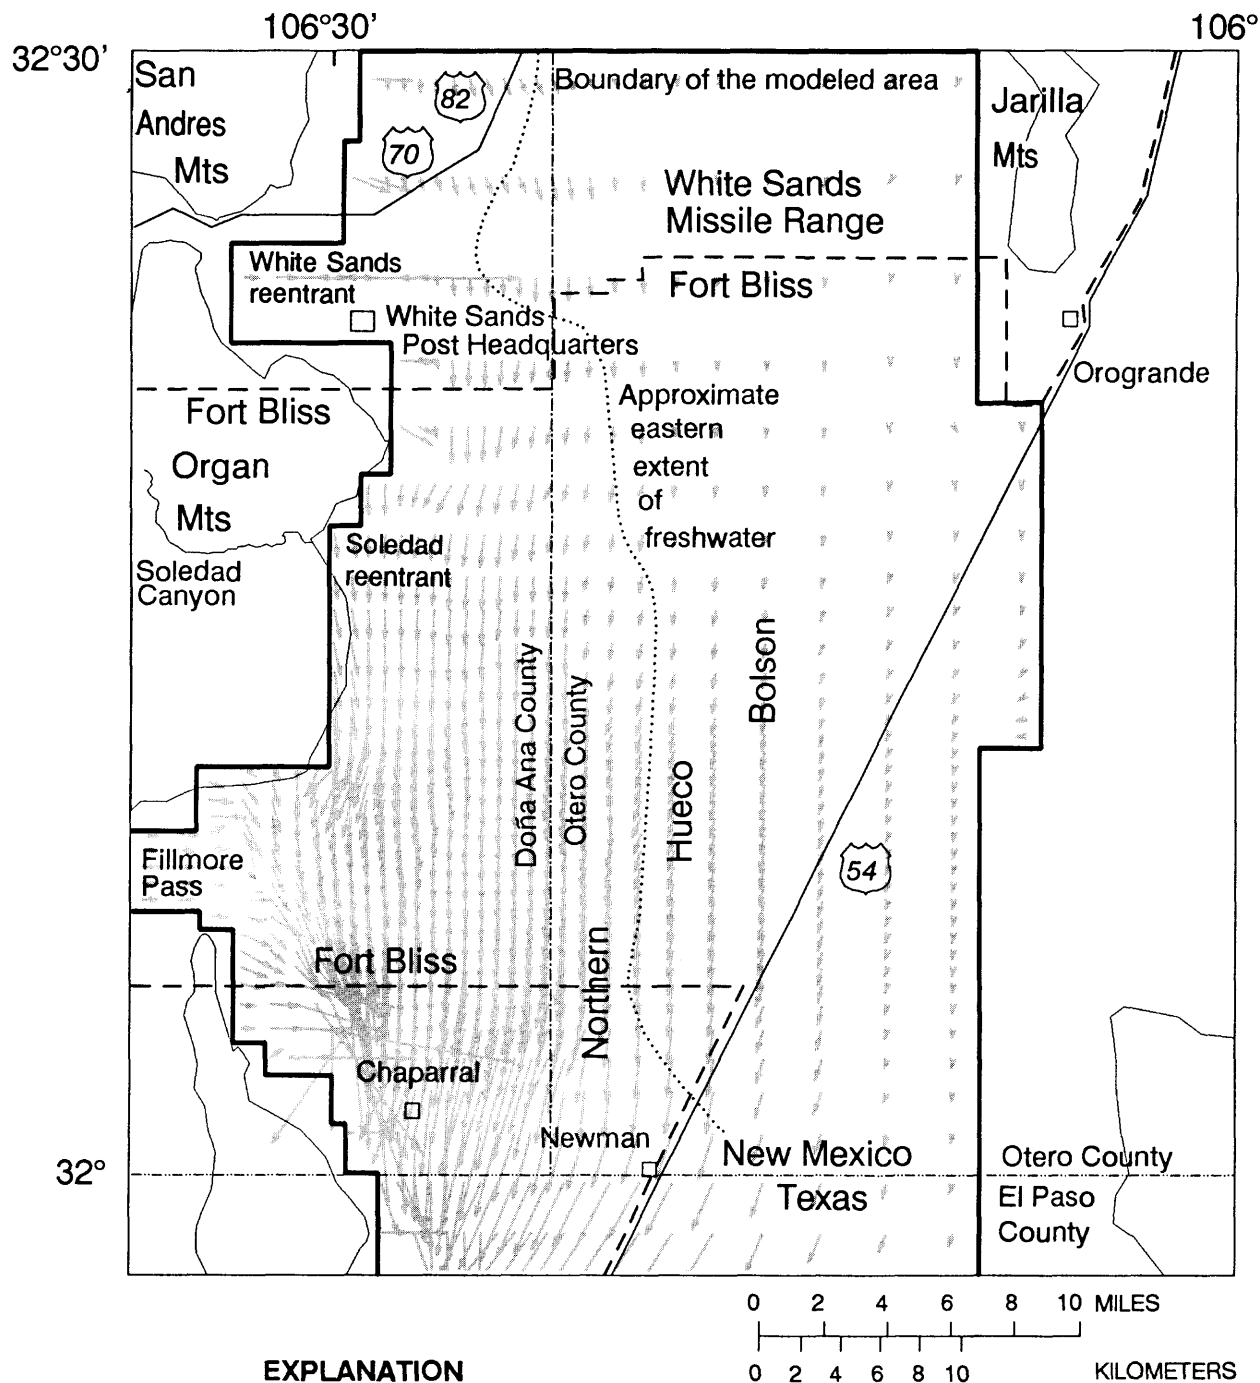 106°30'
106°
32°30'
San
Andres
Mts
82
70
Boundary of the modeled area
Jarilla
Mts
White Sands
Missile Range
White Sands
reentrant
Fort Bliss
White Sands
Post Headquarters
Orogrande
Fort Bliss
Approximate
eastern
extent
of
freshwater
Organ
Mts
Soledad
Canyon
Soledad
reentrant
Doña Ana County
Otero County
Bolson
Hueco
Northern
Fillmore
Pass
54
Fort Bliss
Chaparral
Newman
32°
New Mexico
Texas
Otero County
El Paso
County
0 2 4 6 8 10 MILES
0 2 4 6 8 10 KILOMETERS
EXPLANATION